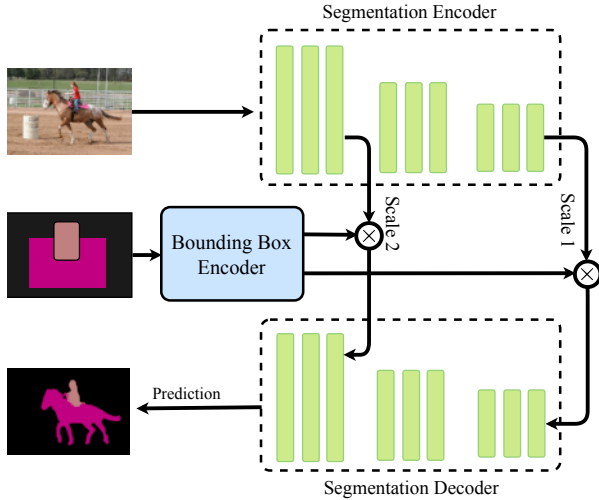 Segmentation Encoder
Scale 2
Scale 1
Bounding Box
Encoder
Prediction
Segmentation Decoder